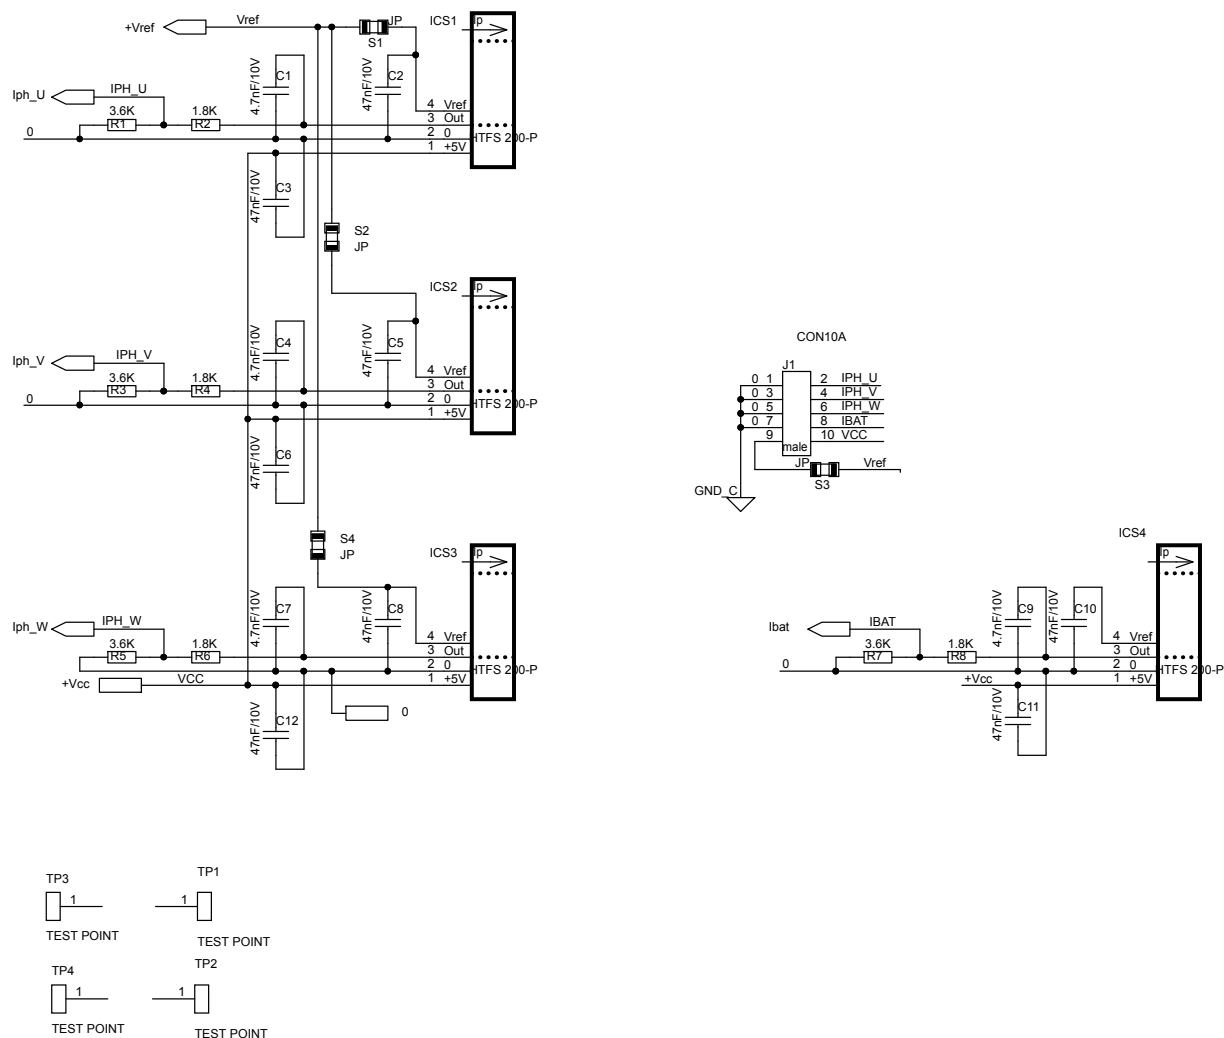 +Vref Vref JP ICS1 Ip
S1
4.7nF/10V C1 47nF/10V C2
Iph_U IPH_U
3.6K 1.8K 4 Vref
R1 R2 3 Out
0 2 0 HTFS 200-P
1 +5V
47nF/10V C3
S2
JP
ICS2 Ip
4.7nF/10V C4 47nF/10V C5
Iph_V IPH_V
3.6K 1.8K 4 Vref
R3 R4 3 Out
0 2 0 HTFS 200-P
1 +5V
47nF/10V C6
CON10A
J1
0 1 2 IPH_U
0 3 4 IPH_V
0 5 6 IPH_W
0 7 8 IBAT
9 10 VCC
male
JP Vref
S3
GND_C
S4
JP
ICS3 Ip
4.7nF/10V C7 47nF/10V C8
Iph_W IPH_W
3.6K 1.8K 4 Vref
R5 R6 3 Out
2 0 HTFS 200-P
+Vcc VCC 1 +5V
47nF/10V C12 0
ICS4 Ip
4.7nF/10V C9 47nF/10V C10
Ibat IBAT
3.6K 1.8K 4 Vref
R7 R8 3 Out
0 2 0 HTFS 200-P
+Vcc 1 +5V
47nF/10V C11
TP3 TP1
1 1
TEST POINT TEST POINT
TP4 TP2
1 1
TEST POINT TEST POINT